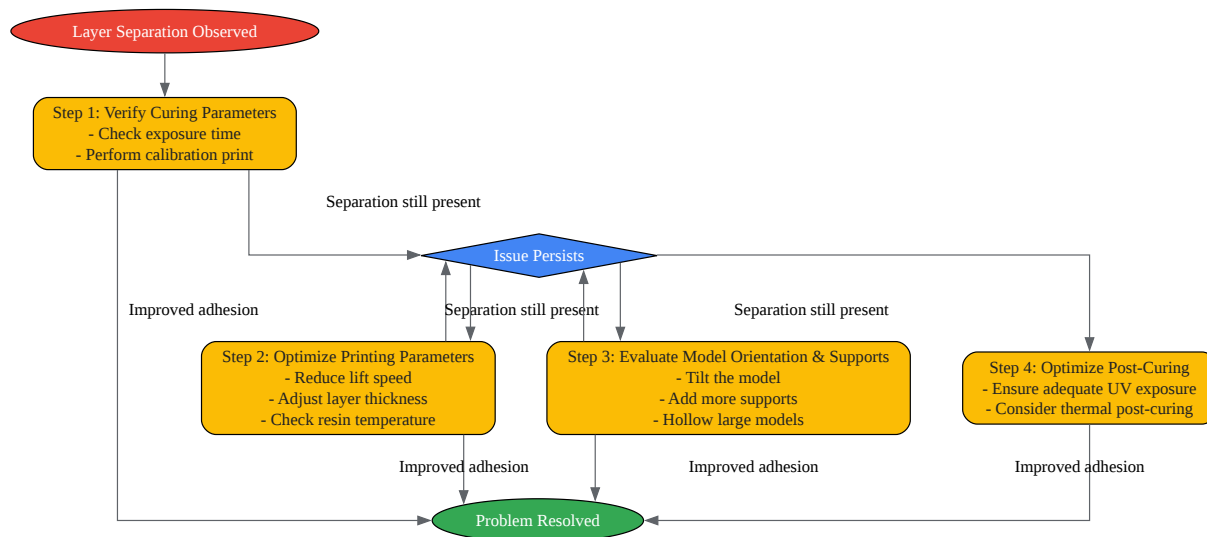 Layer Separation Observed
Step 1: Verify Curing Parameters
- Check exposure time
- Perform calibration print
Separation still present
Issue Persists
Improved adhesion
Separation still present
Separation still present
Step 2: Optimize Printing Parameters
- Reduce lift speed
- Adjust layer thickness
- Check resin temperature
Step 3: Evaluate Model Orientation & Supports
- Tilt the model
- Add more supports
- Hollow large models
Step 4: Optimize Post-Curing
- Ensure adequate UV exposure
- Consider thermal post-curing
Improved adhesion
Improved adhesion
Improved adhesion
Problem Resolved